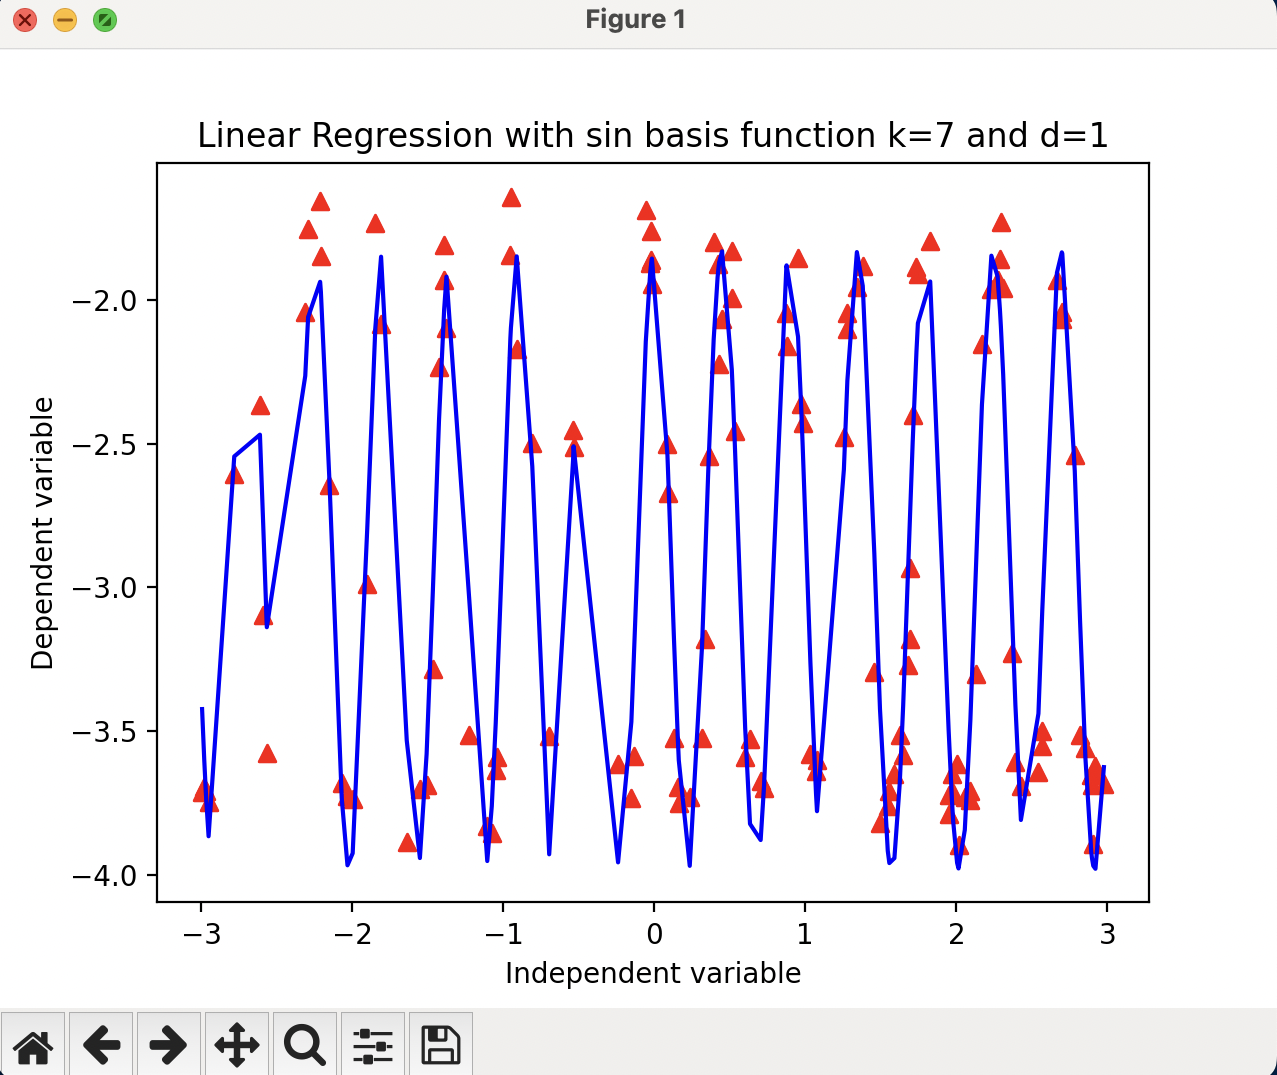 Figure 1
Linear Regression with sin basis function k=7 and d=1
Dependent variable
−2.0
−2.5
−3.0
−3.5
−4.0
−3 −2 −1 0 1 2 3
Independent variable